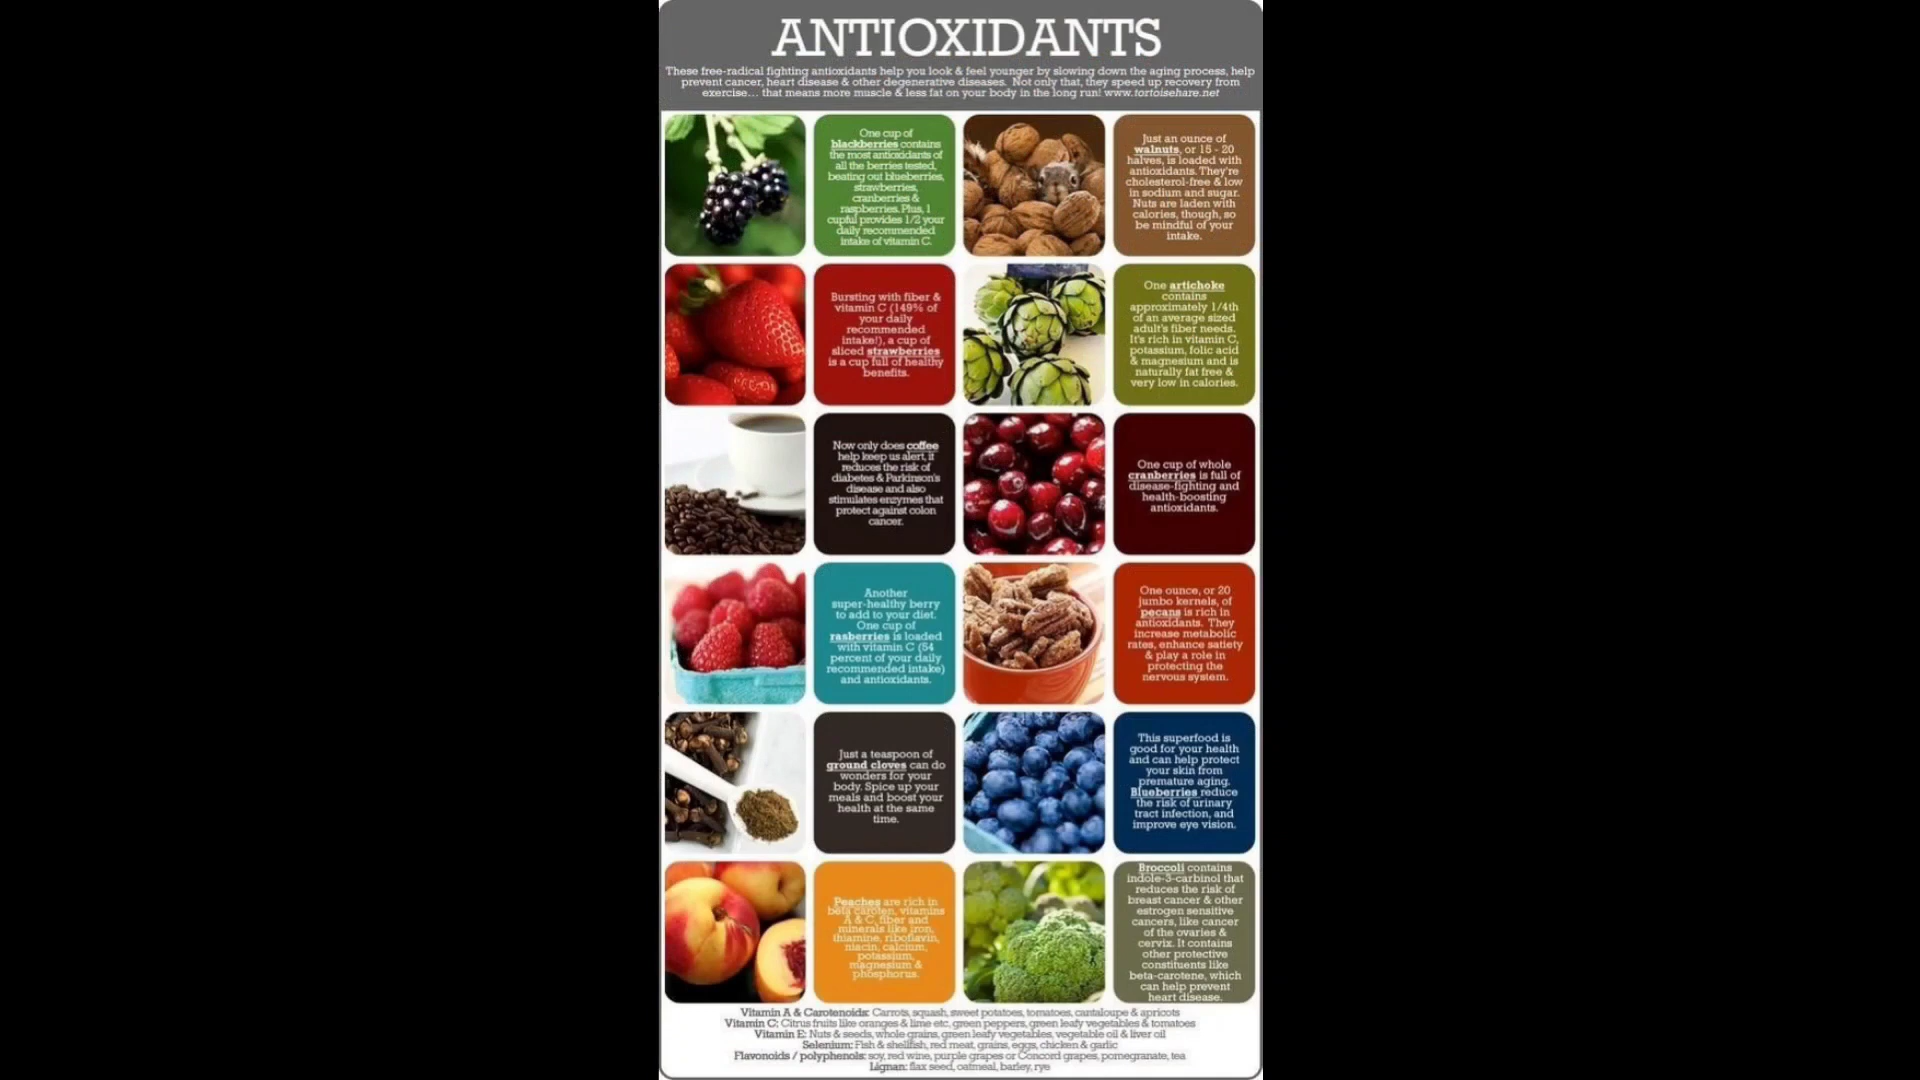 ANTIOXIDANTS
These free-radical fighting antioxidants help you look & feel younger by slowing down the aging process, help
prevent cancer, heart disease & other degenerative diseases. Not only that, they speed up recovery from
exercise... that means more muscle & less fat on your body in the long run! www.tortoisehare.net
One cup of
blackberries contains
the most antioxidants of
all the berries tested,
beating out blueberries,
strawberries,
cranberries &
raspberries. Plus, 1
cupful provides 1/2 your
daily recommended
intake of vitamin C.
Just an ounce of
walnuts, or 15 - 20
halves, is loaded with
antioxidants. They're
cholesterol-free & low
in sodium and sugar.
Nuts are laden with
calories, though, so
be mindful of your
intake.
Bursting with fiber &
vitamin C (149% of
your daily
recommended
intake!), a cup of
sliced strawberries
is a cup full of healthy
benefits.
One artichoke
contains
approximately 1/4th
of an average sized
adult's fiber needs.
It's rich in vitamin C,
potassium, folic acid
& magnesium and is
naturally fat free &
very low in calories.
Now only does coffee
help keep us alert, it
reduces the risk of
diabetes & Parkinson's
disease and also
stimulates enzymes that
protect against colon
cancer.
One cup of whole
cranberries is full of
disease-fighting and
health-boosting
antioxidants.
Another
super-healthy berry
to add to your diet.
One cup of
rasberries is loaded
with vitamin C (54
percent of your daily
recommended intake)
and antioxidants.
One ounce, or 20
jumbo kernels, of
pecans is rich in
antioxidants. They
increase metabolic
rates, enhance satiety
& play a role in
protecting the
nervous system.
Just a teaspoon of
ground cloves can do
wonders for your
body. Spice up your
meals and boost your
health at the same
time.
This superfood is
good for your health
and can help protect
your skin from
premature aging.
Blueberries reduce
the risk of urinary
tract infection, and
improve eye vision.
Peaches are rich in
beta caroten, vitamins
A & C, fiber and
minerals like iron,
thiamine, riboflavin,
niacin, calcium,
potassium,
magnesium &
phosphorus.
Broccoli contains
indole-3-carbinol that
reduces the risk of
breast cancer & other
estrogen sensitive
cancers, like cancer
of the ovaries &
cervix. It contains
other protective
constituents like
beta-carotene, which
can help prevent
heart disease.
Vitamin A & Carotenoids: Carrots, squash, sweet potatoes, tomatoes, cantaloupe & apricots
Vitamin C: Citrus fruits like oranges & lime etc, green peppers, green leafy vegetables & tomatoes
Vitamin E: Nuts & seeds, whole grains, green leafy vegetables, vegetable oil & liver oil
Selenium: Fish & shellfish, red meat, grains, eggs, chicken & garlic
Flavonoids / polyphenols: soy, red wine, purple grapes or Concord grapes, pomegranate, tea
Lignan: flax seed, oatmeal, barley, rye